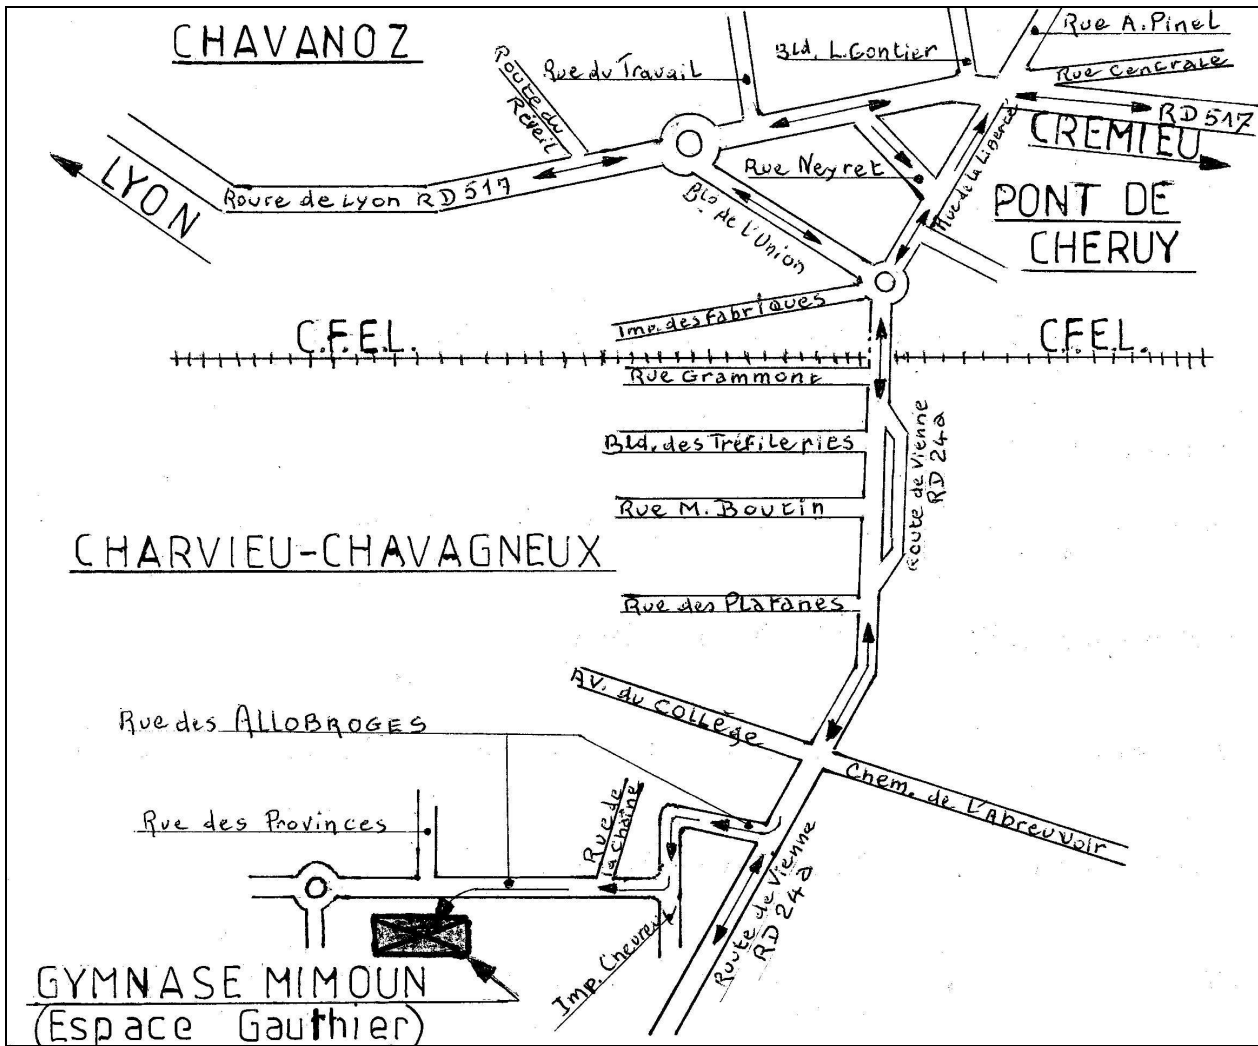 CHAVANOZ
Rue A. Pinel
Bld. L. Gontier
Rue Centrale
Rue du Travail
Route du
Réveil
RD 517
CREMIEU
LYON
Route de Lyon RD 517
Rue Neyret
Rue de la Liberté
PONT DE
CHERUY
Bld de L'Union
Imp. des Fabriques
C.F.E.L.
C.F.E.L.
Rue Grammont
Bld. des Tréfileries
Route de Vienne
RD 24a
Rue M. Boutin
CHARVIEU-CHAVAGNEUX
Rue des Platanes
AV. du COLLÈGE
Rue des ALLOBROGES
Chem. de L'Abreuvoir
Rue des Provinces
Rue de
la Chaîne
Route de Vienne
RD 24a
Imp. Chevreul
GYMNASE MIMOUN
(Espace Gauthier)